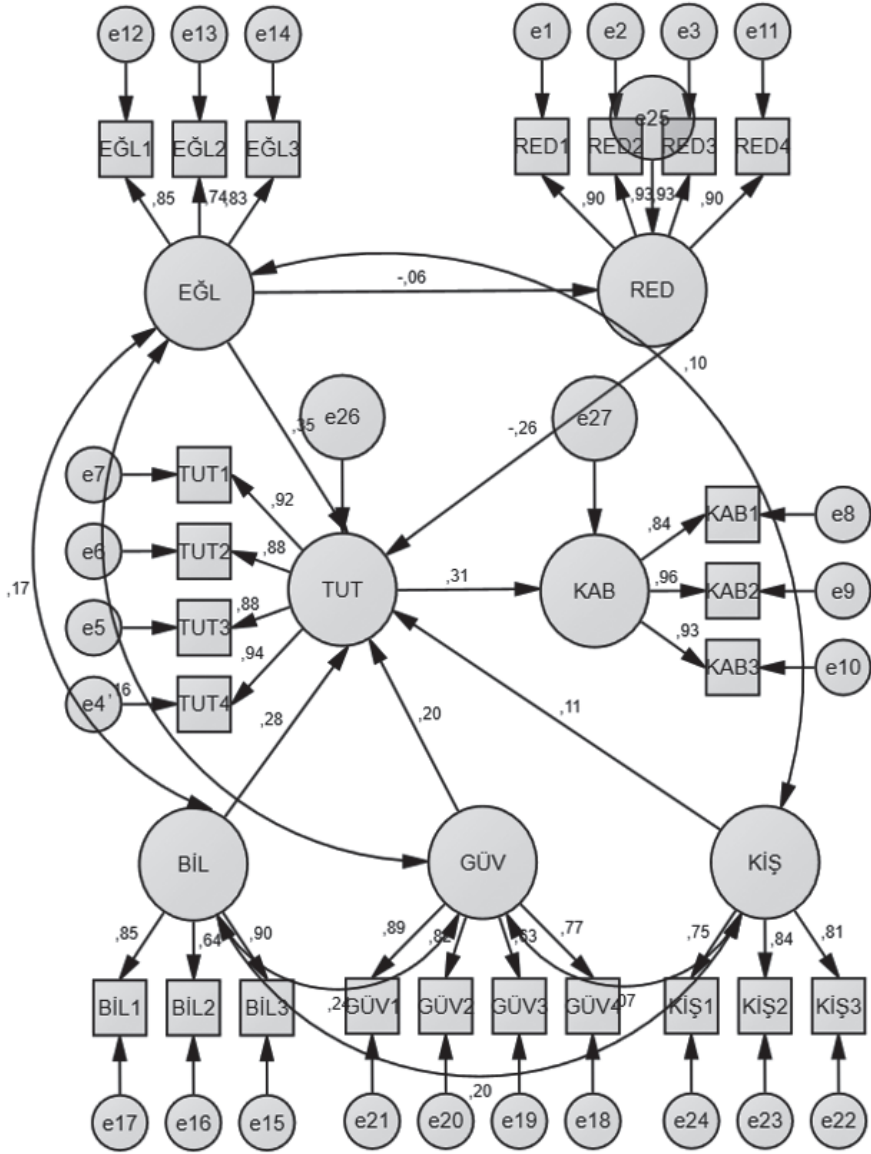 e12 e13 e14 e1 e2 e3 e11
e25
EĞL1 EĞL2 EĞL3 RED1 RED2 RED3 RED4
,85 ,74 ,83 ,90 ,93 ,93 ,90
EĞL -,06 RED
,10
,35 e26 -,26 e27
e7 TUT1
,92 ,84 KAB1 e8
e6 TUT2 ,88
,17 TUT ,31 KAB ,96 KAB2 e9
e5 TUT3 ,88
,94 ,93 KAB3 e10
e4 ,16 TUT4
,28 ,20 ,11
BİL GÜV KİŞ
,85 ,64 ,90 ,89 ,82 ,63 ,77 ,75 ,84 ,81
BİL1 BİL2 BİL3 ,24 GÜV1 GÜV2 GÜV3 GÜV4 ,07 KİŞ1 KİŞ2 KİŞ3
,20
e17 e16 e15 e21 e20 e19 e18 e24 e23 e22